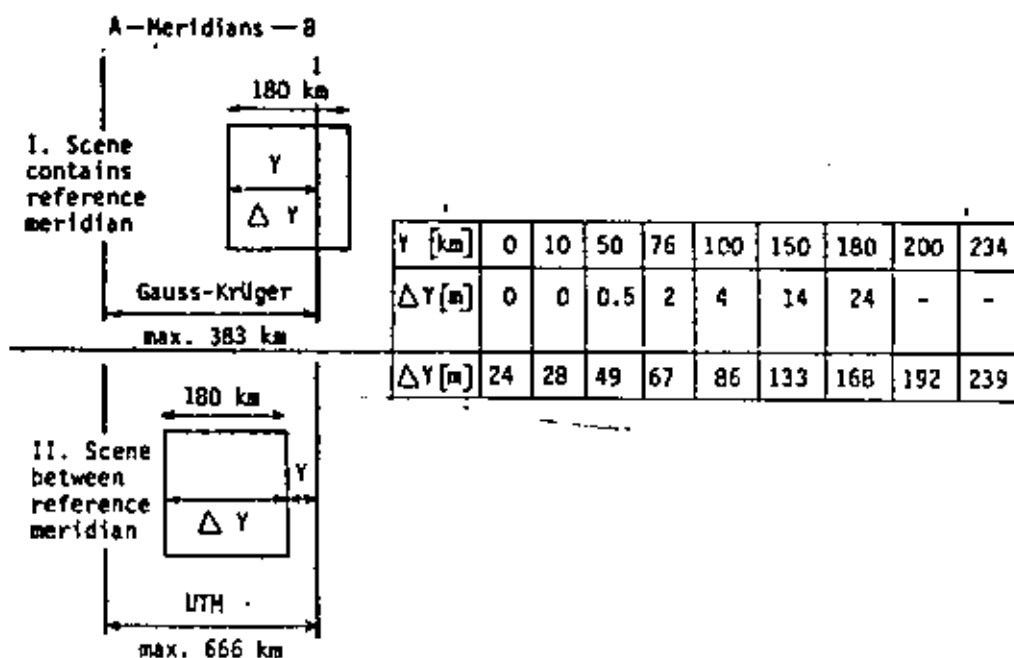 A—Meridians—B
1
180 km
I. Scene
contains
reference
meridian
Y
Δ Y
Gauss-Krüger
max. 383 km
Y [km] 0 10 50 76 100 150 180 200 234
Δ Y[m] 0 0 0.5 2 4 14 24 - -
Δ Y[m] 24 28 49 67 86 133 168 192 239
180 km
II. Scene
between
reference
meridian
Y
Δ Y
UTM
max. 666 km